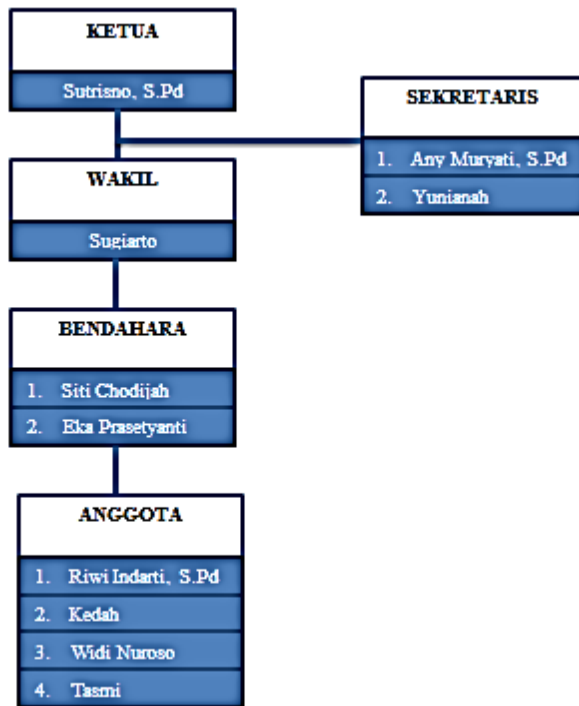 KETUA
Sutrisno, S.Pd
SEKRETARIS
1. Any Muryati, S.Pd
2. Yunianah
WAKIL
Sugiarto
BENDAHARA
1. Siti Chodijah
2. Eka Prasetyanti
ANGGOTA
1. Riwi Indarti, S.Pd
2. Kedah
3. Widi Nuroso
4. Tasmi